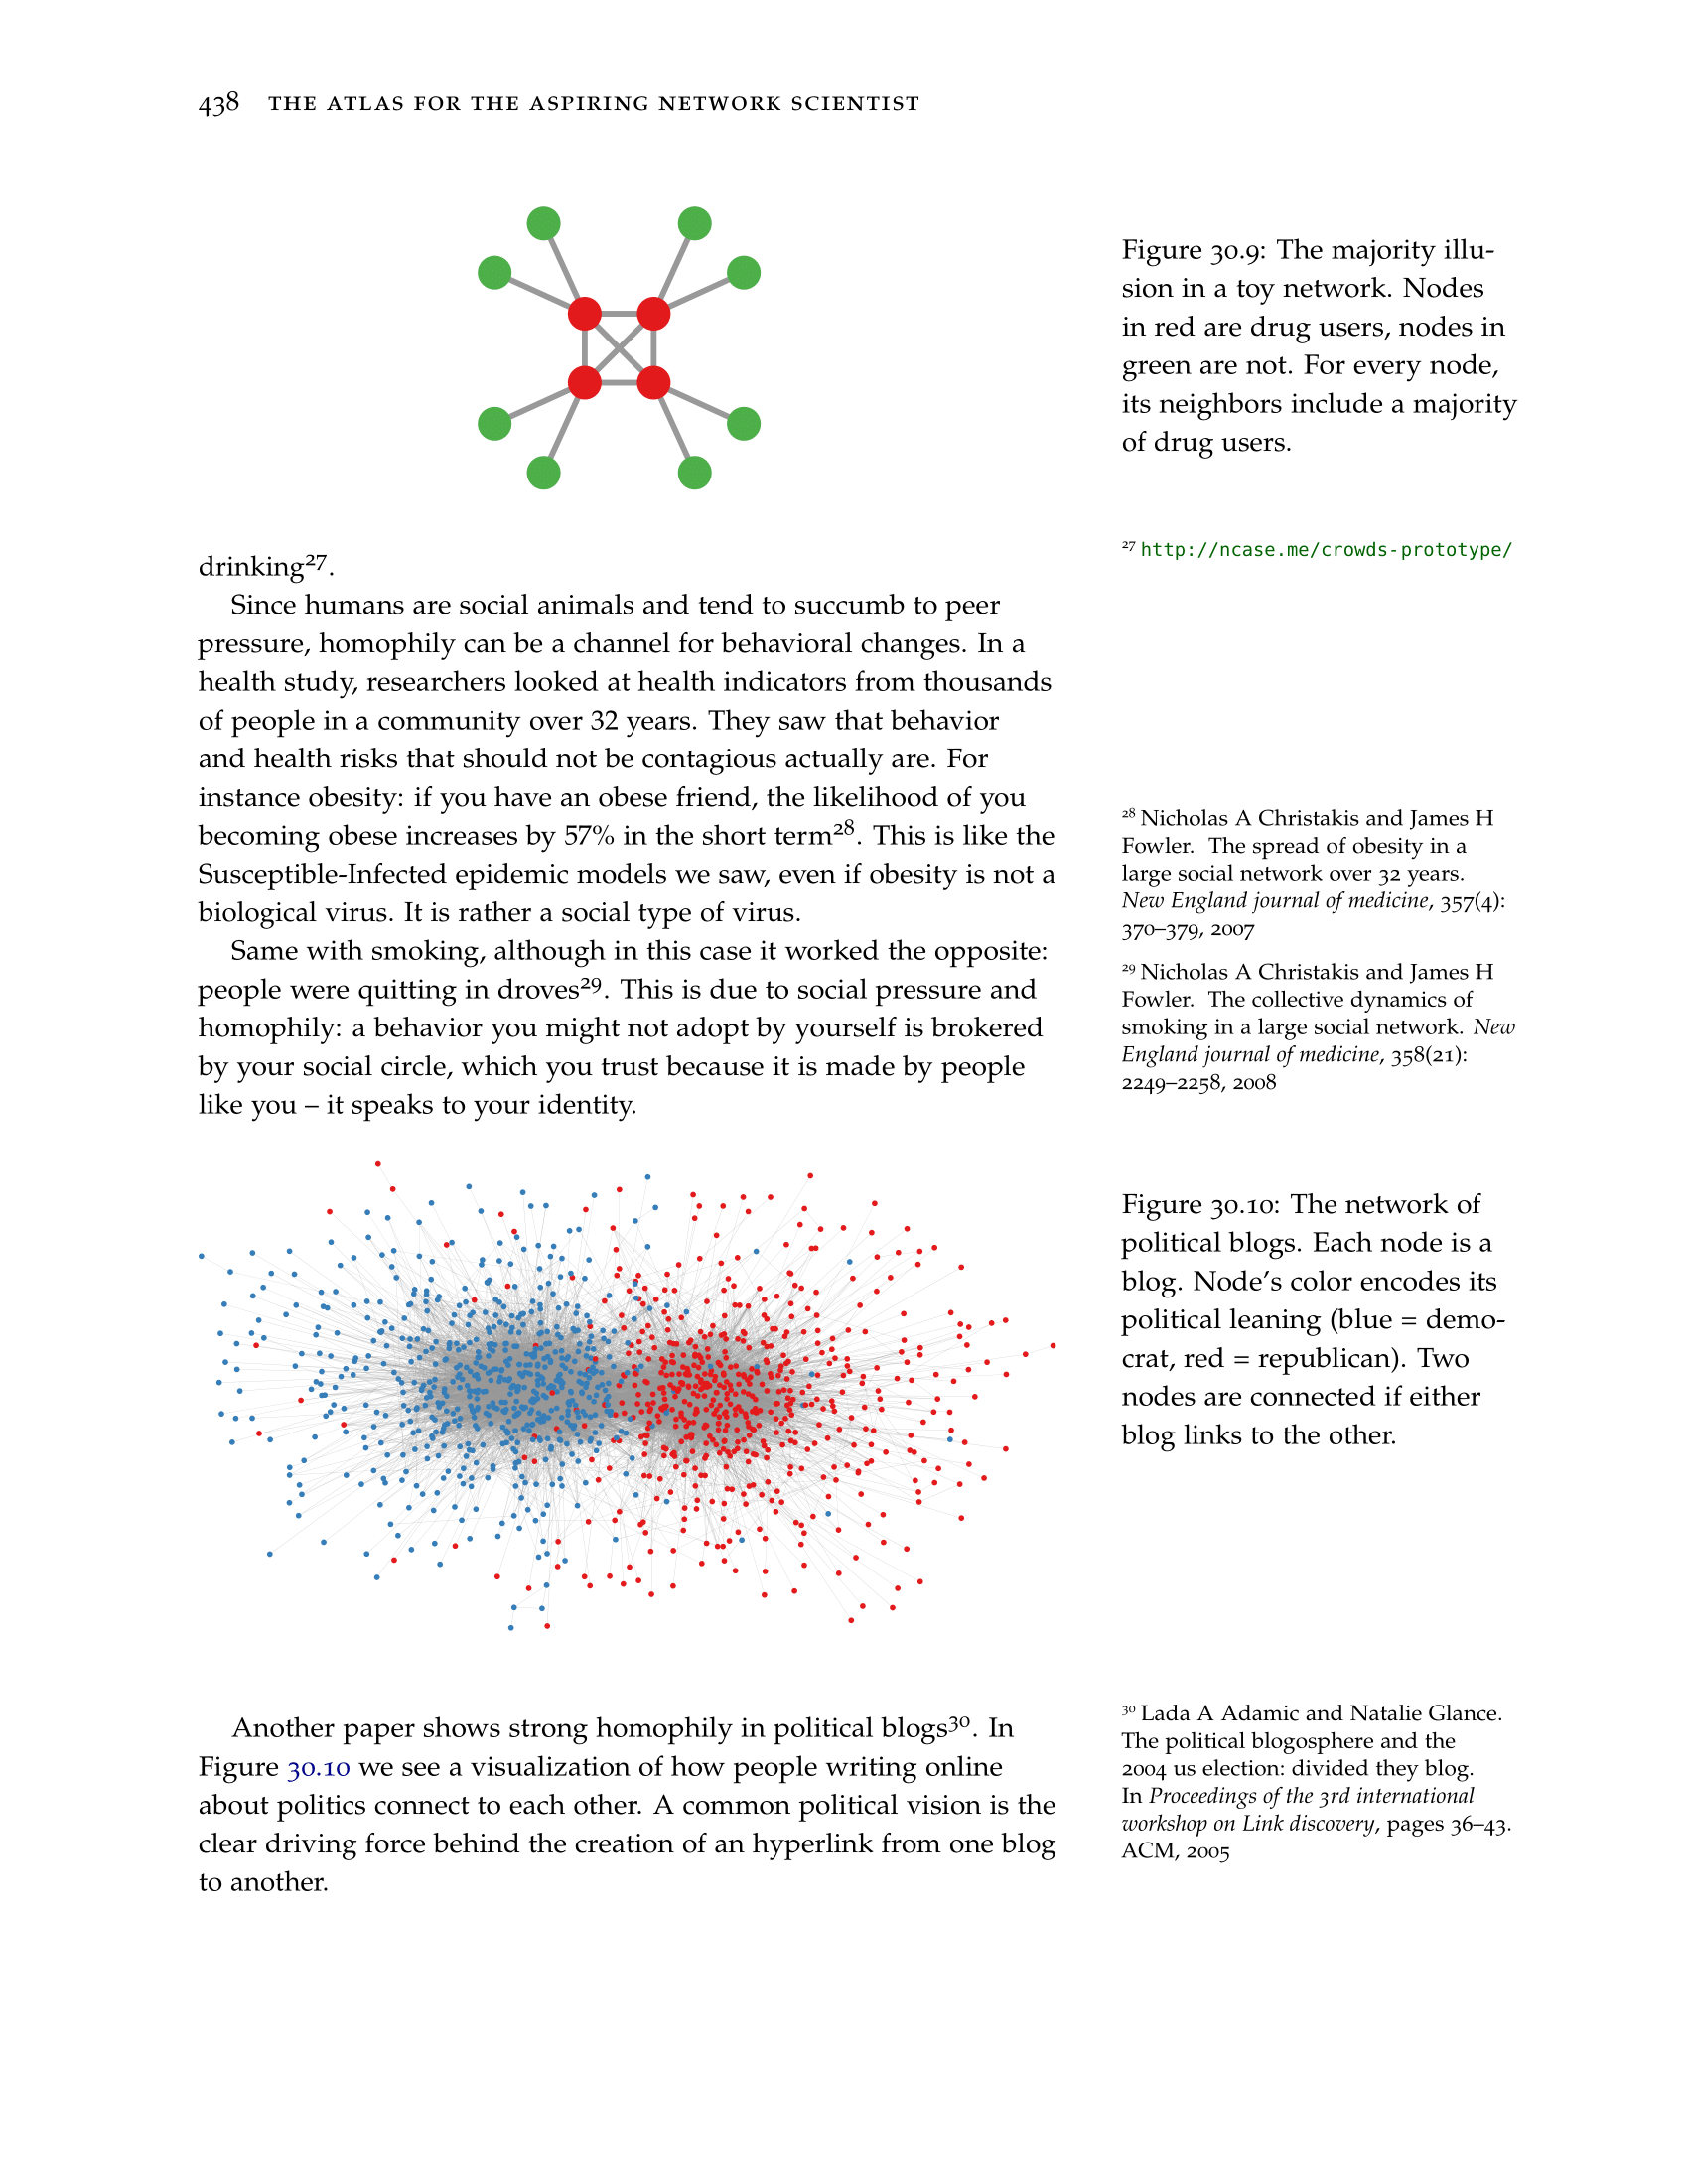 438 THE ATLAS FOR THE ASPIRING NETWORK SCIENTIST
Figure 30.9: The majority illu-
sion in a toy network. Nodes
in red are drug users, nodes in
green are not. For every node,
its neighbors include a majority
of drug users.
drinking27.
27 http://ncase.me/crowds-prototype/
Since humans are social animals and tend to succumb to peer
pressure, homophily can be a channel for behavioral changes. In a
health study, researchers looked at health indicators from thousands
of people in a community over 32 years. They saw that behavior
and health risks that should not be contagious actually are. For
instance obesity: if you have an obese friend, the likelihood of you
becoming obese increases by 57% in the short term28. This is like the
Susceptible-Infected epidemic models we saw, even if obesity is not a
biological virus. It is rather a social type of virus.
28 Nicholas A Christakis and James H
Fowler. The spread of obesity in a
large social network over 32 years.
New England journal of medicine, 357(4):
370–379, 2007
Same with smoking, although in this case it worked the opposite:
people were quitting in droves29. This is due to social pressure and
homophily: a behavior you might not adopt by yourself is brokered
by your social circle, which you trust because it is made by people
like you – it speaks to your identity.
29 Nicholas A Christakis and James H
Fowler. The collective dynamics of
smoking in a large social network. New
England journal of medicine, 358(21):
2249–2258, 2008
Figure 30.10: The network of
political blogs. Each node is a
blog. Node's color encodes its
political leaning (blue = demo-
crat, red = republican). Two
nodes are connected if either
blog links to the other.
Another paper shows strong homophily in political blogs30. In
Figure 30.10 we see a visualization of how people writing online
about politics connect to each other. A common political vision is the
clear driving force behind the creation of an hyperlink from one blog
to another.
30 Lada A Adamic and Natalie Glance.
The political blogosphere and the
2004 us election: divided they blog.
In Proceedings of the 3rd international
workshop on Link discovery, pages 36–43.
ACM, 2005